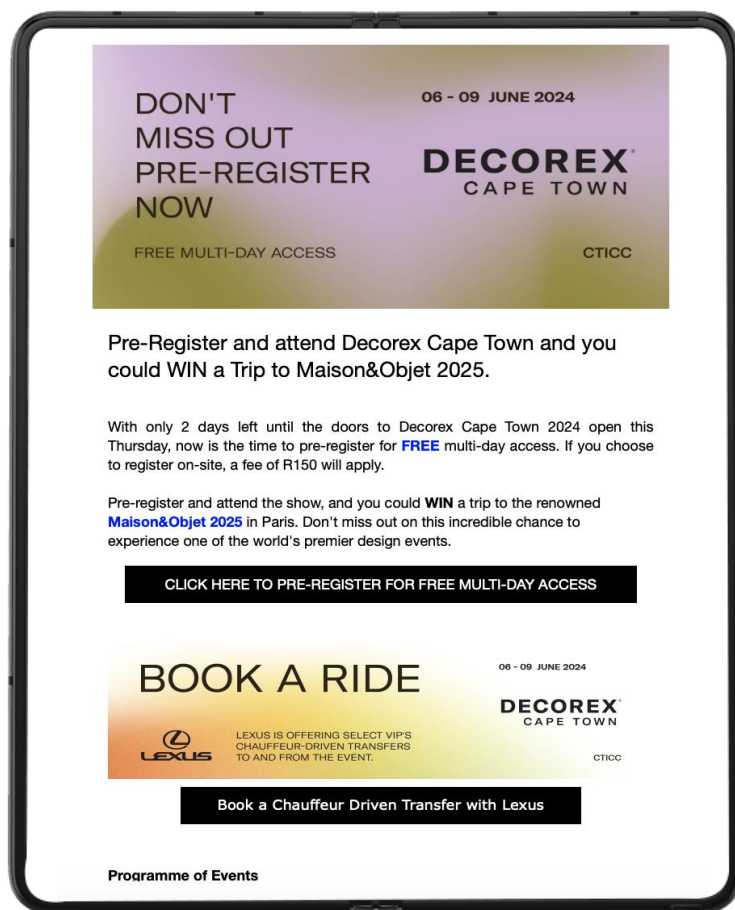 DON'T
MISS OUT
PRE-REGISTER
NOW
FREE MULTI-DAY ACCESS
06 - 09 JUNE 2024
DECOREX®
CAPE TOWN
CTICC
Pre-Register and attend Decorex Cape Town and you
could WIN a Trip to Maison&Objet 2025.
With only 2 days left until the doors to Decorex Cape Town 2024 open this
Thursday, now is the time to pre-register for FREE multi-day access. If you choose
to register on-site, a fee of R150 will apply.
Pre-register and attend the show, and you could WIN a trip to the renowned
Maison&Objet 2025 in Paris. Don't miss out on this incredible chance to
experience one of the world's premier design events.
CLICK HERE TO PRE-REGISTER FOR FREE MULTI-DAY ACCESS
BOOK A RIDE
LEXUS
LEXUS IS OFFERING SELECT VIP'S
CHAUFFEUR-DRIVEN TRANSFERS
TO AND FROM THE EVENT.
06 - 09 JUNE 2024
DECOREX®
CAPE TOWN
CTICC
Book a Chauffeur Driven Transfer with Lexus
Programme of Events